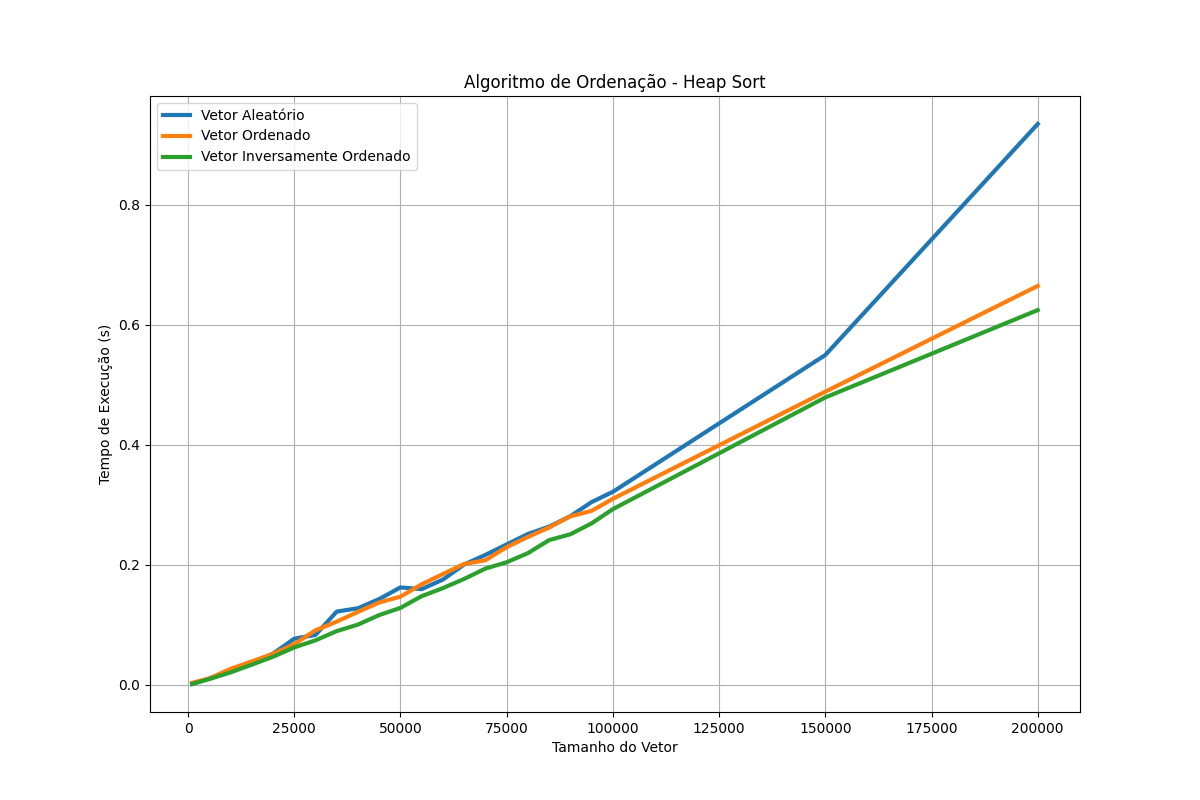 Algoritmo de Ordenação - Heap Sort
Vetor Aleatório
Vetor Ordenado
Vetor Inversamente Ordenado
0.8
0.6
0.4
0.2
0.0
Tempo de Execução (s)
0 25000 50000 75000 100000 125000 150000 175000 200000
Tamanho do Vetor